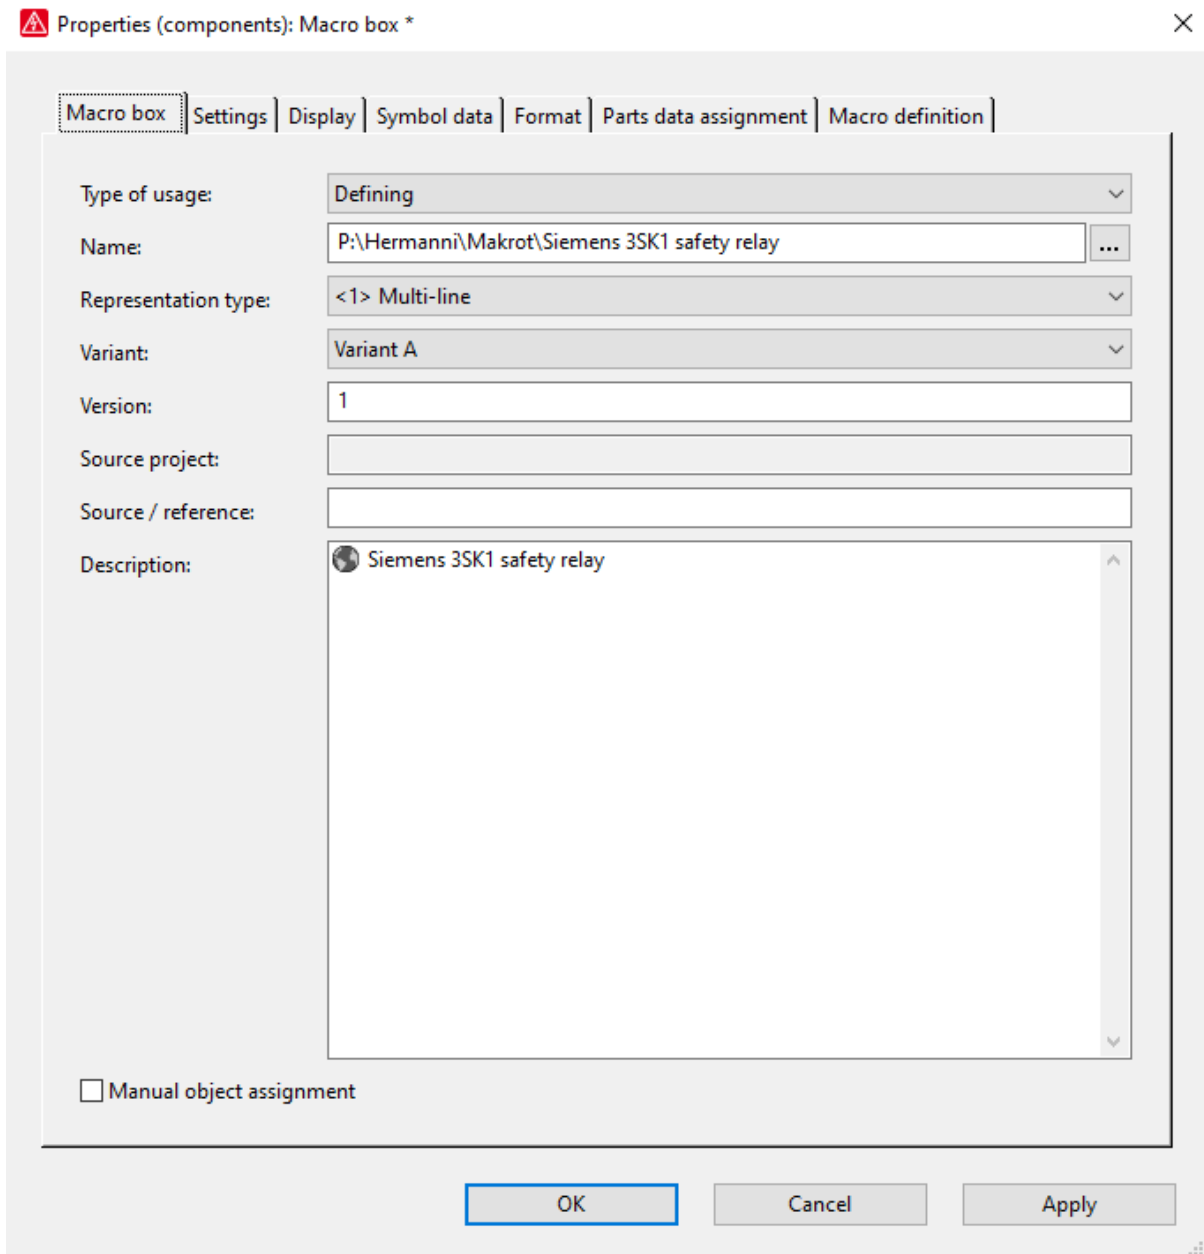 Properties (components): Macro box *
Macro box Settings Display Symbol data Format Parts data assignment Macro definition
Type of usage: Defining
Name: P:\Hermanni\Makrot\Siemens 3SK1 safety relay ...
Representation type: <1> Multi-line
Variant: Variant A
Version: 1
Source project:
Source / reference:
Description: Siemens 3SK1 safety relay
Manual object assignment
OK Cancel Apply